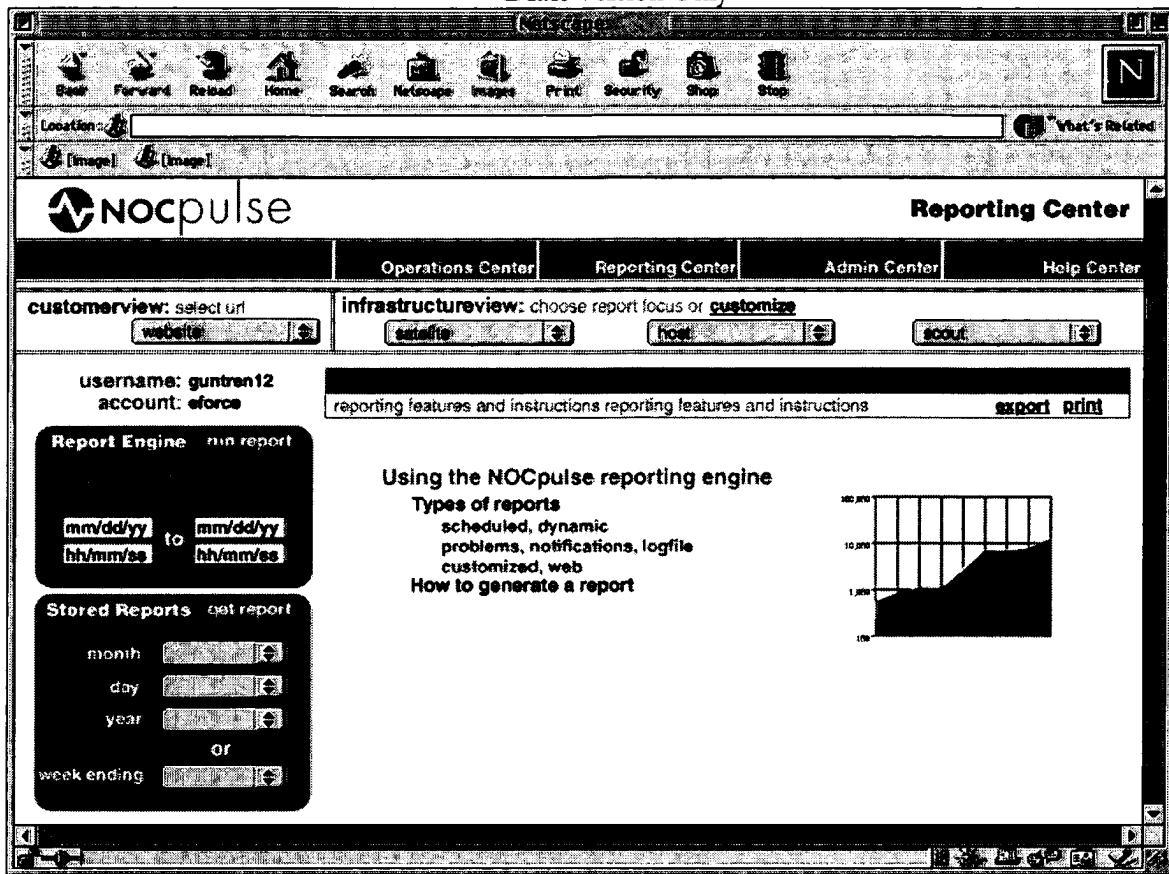 Netscape:
Back Forward Reload Home Search Netscape Images Print Security Shop Stop
N
Location: What's Related
[Image] [Image]
NOCpulse Reporting Center
Operations Center Reporting Center Admin Center Help Center
customerview: select url infrastructureview: choose report focus or customize
website satellite host scout
username: guntren12
account: eforce
reporting features and instructions reporting features and instructions export print
Report Engine run report
mm/dd/yy to mm/dd/yy
hh/mm/ss hh/mm/ss
Using the NOCpulse reporting engine
Types of reports
scheduled, dynamic
problems, notifications, logfile
customized, web
How to generate a report
100,000
10,000
1,000
100
Stored Reports get report
month
day
year
or
week ending